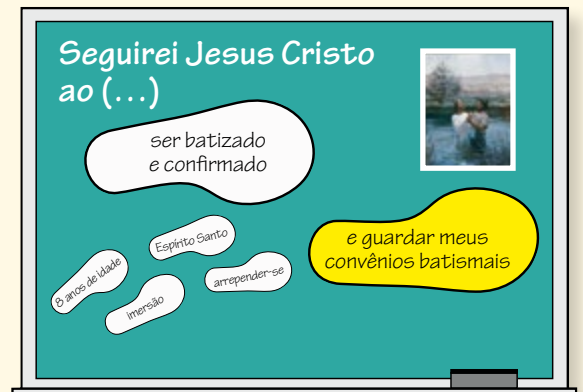 Seguirei Jesus Cristo
ao (...)
ser batizado
e confirmado
Espírito Santo
8 anos de idade
arrepender-se
imersão
e guardar meus
convênios batismais